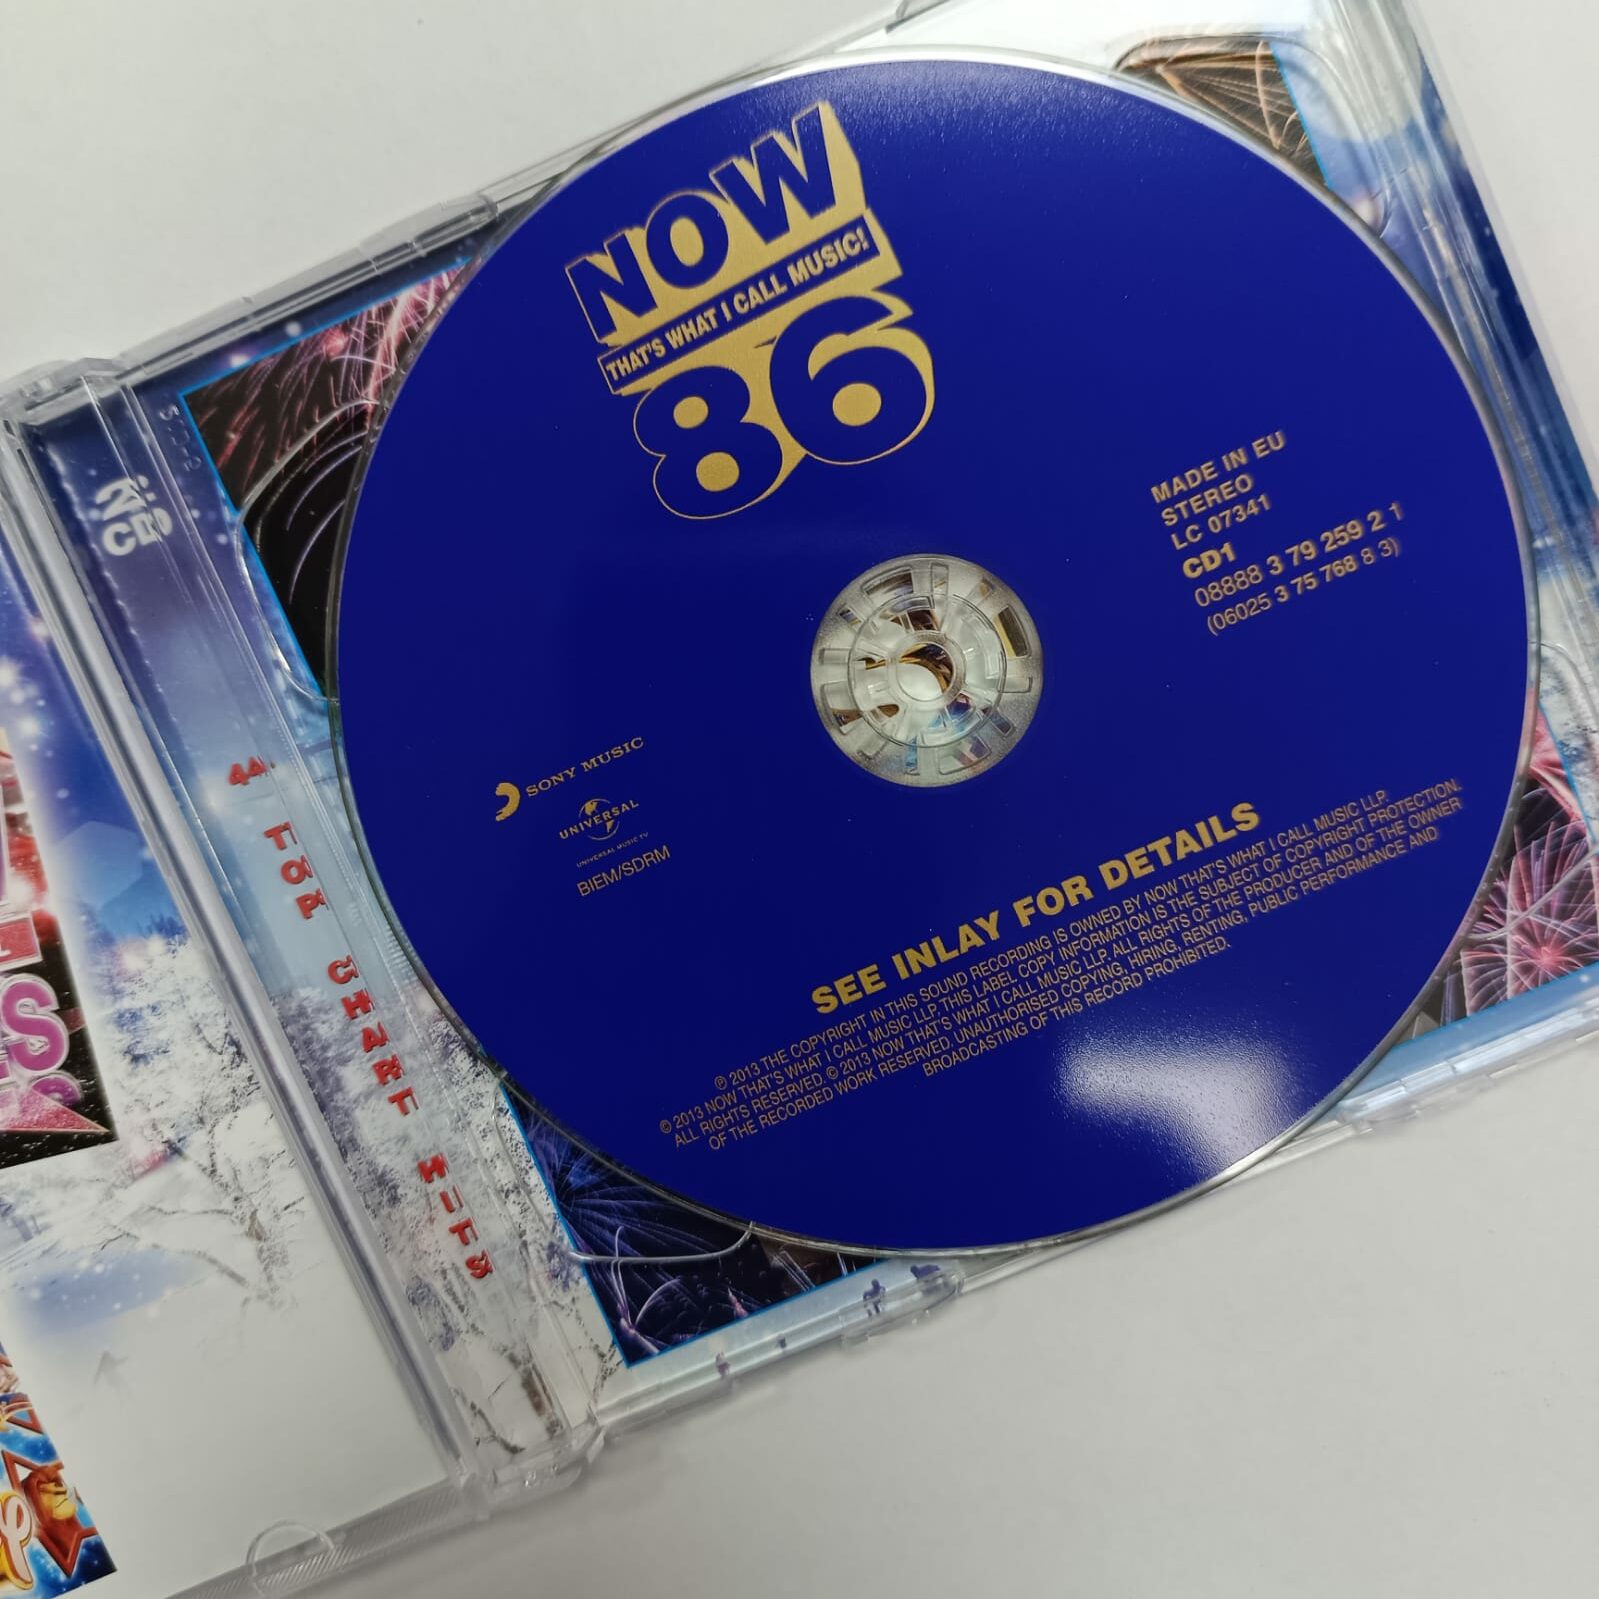 NOW
THAT'S WHAT I CALL MUSIC!
86
MADE IN EU
STEREO
LC 07341
CD1
08888 3 79 259 2 1
(06025 3 75 768 8 3)
SONY MUSIC
UNIVERSAL
UNIVERSAL MUSIC TV
BIEM/SDRM
SEE INLAY FOR DETAILS
℗ 2013 THE COPYRIGHT IN THIS SOUND RECORDING IS OWNED BY NOW THAT'S WHAT I CALL MUSIC LLP.
© 2013 NOW THAT'S WHAT I CALL MUSIC LLP. THIS LABEL COPY INFORMATION IS THE SUBJECT OF COPYRIGHT PROTECTION.
ALL RIGHTS RESERVED. © 2013 NOW THAT'S WHAT I CALL MUSIC LLP. ALL RIGHTS OF THE PRODUCER AND OF THE OWNER
OF THE RECORDED WORK RESERVED. UNAUTHORISED COPYING, HIRING, RENTING, PUBLIC PERFORMANCE AND
BROADCASTING OF THIS RECORD PROHIBITED.
2
CD
44 TOP CHART HITS